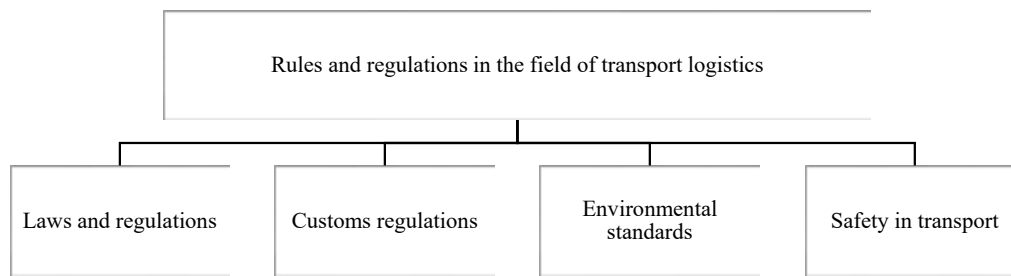 Rules and regulations in the field of transport logistics
Laws and regulations
Customs regulations
Environmental
standards
Safety in transport